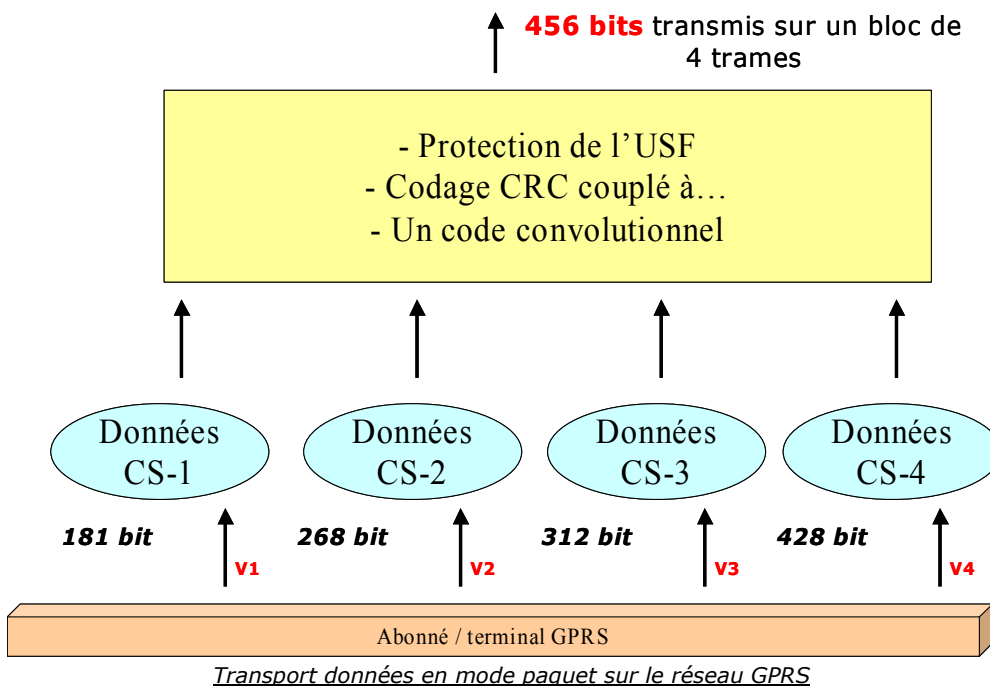 456 bits transmis sur un bloc de
4 trames
- Protection de l’USF
- Codage CRC couplé à…
- Un code convolutionnel
Données
CS-1
Données
CS-2
Données
CS-3
Données
CS-4
181 bit
268 bit
312 bit
428 bit
V1
V2
V3
V4
Abonné / terminal GPRS
Transport données en mode paquet sur le réseau GPRS